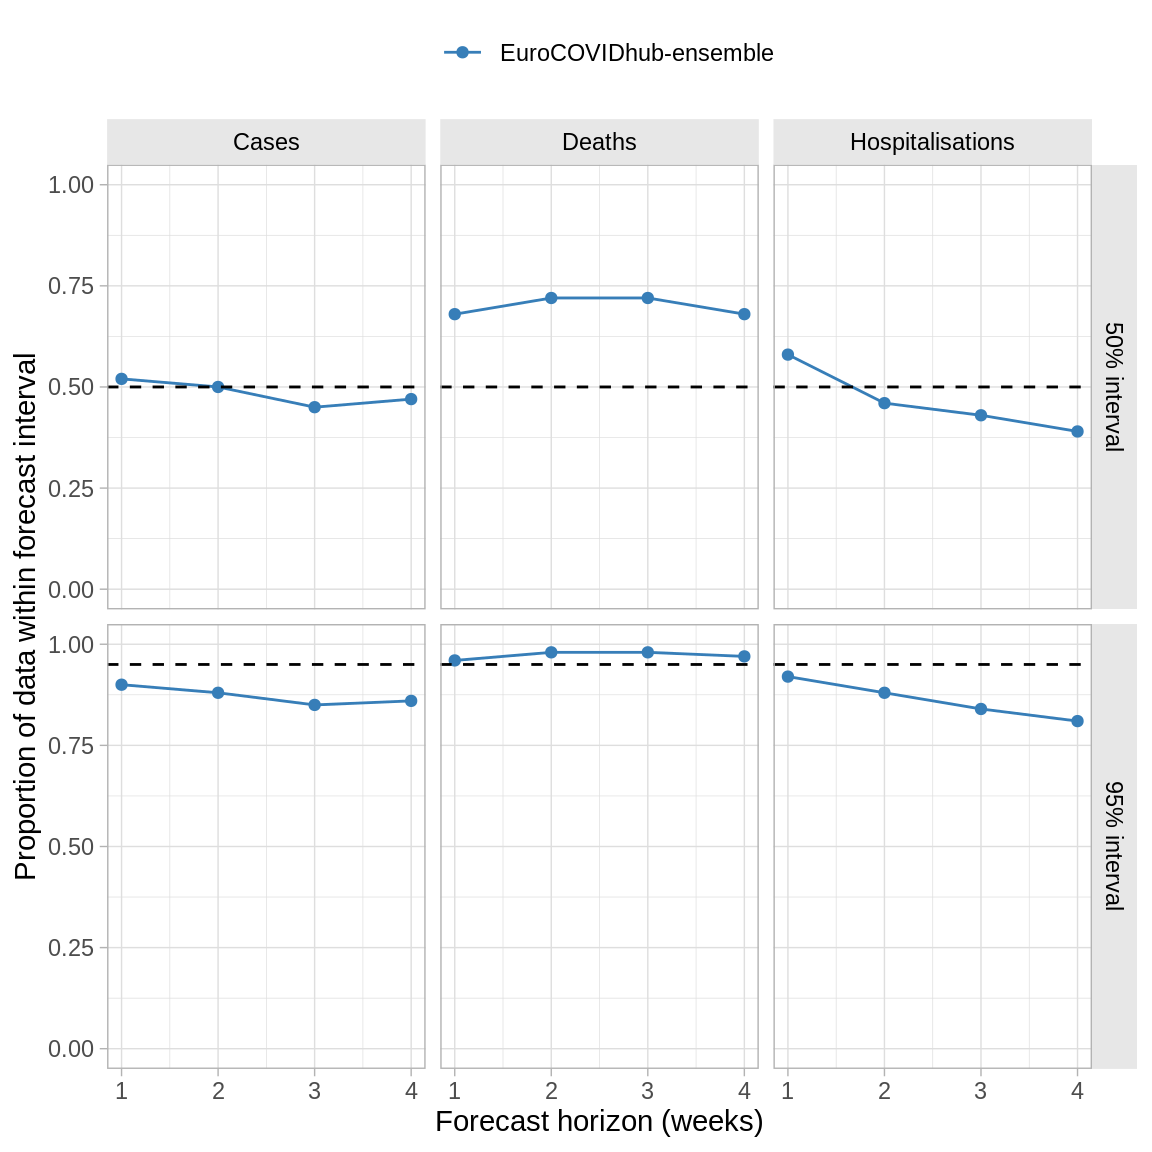 EuroCOVIDhub-ensemble
Cases
Deaths
Hospitalisations
1.00
0.75
0.50
0.25
0.00
50% interval
1.00
0.75
0.50
0.25
0.00
95% interval
Proportion of data within forecast interval
1 2 3 4 1 2 3 4 1 2 3 4
Forecast horizon (weeks)